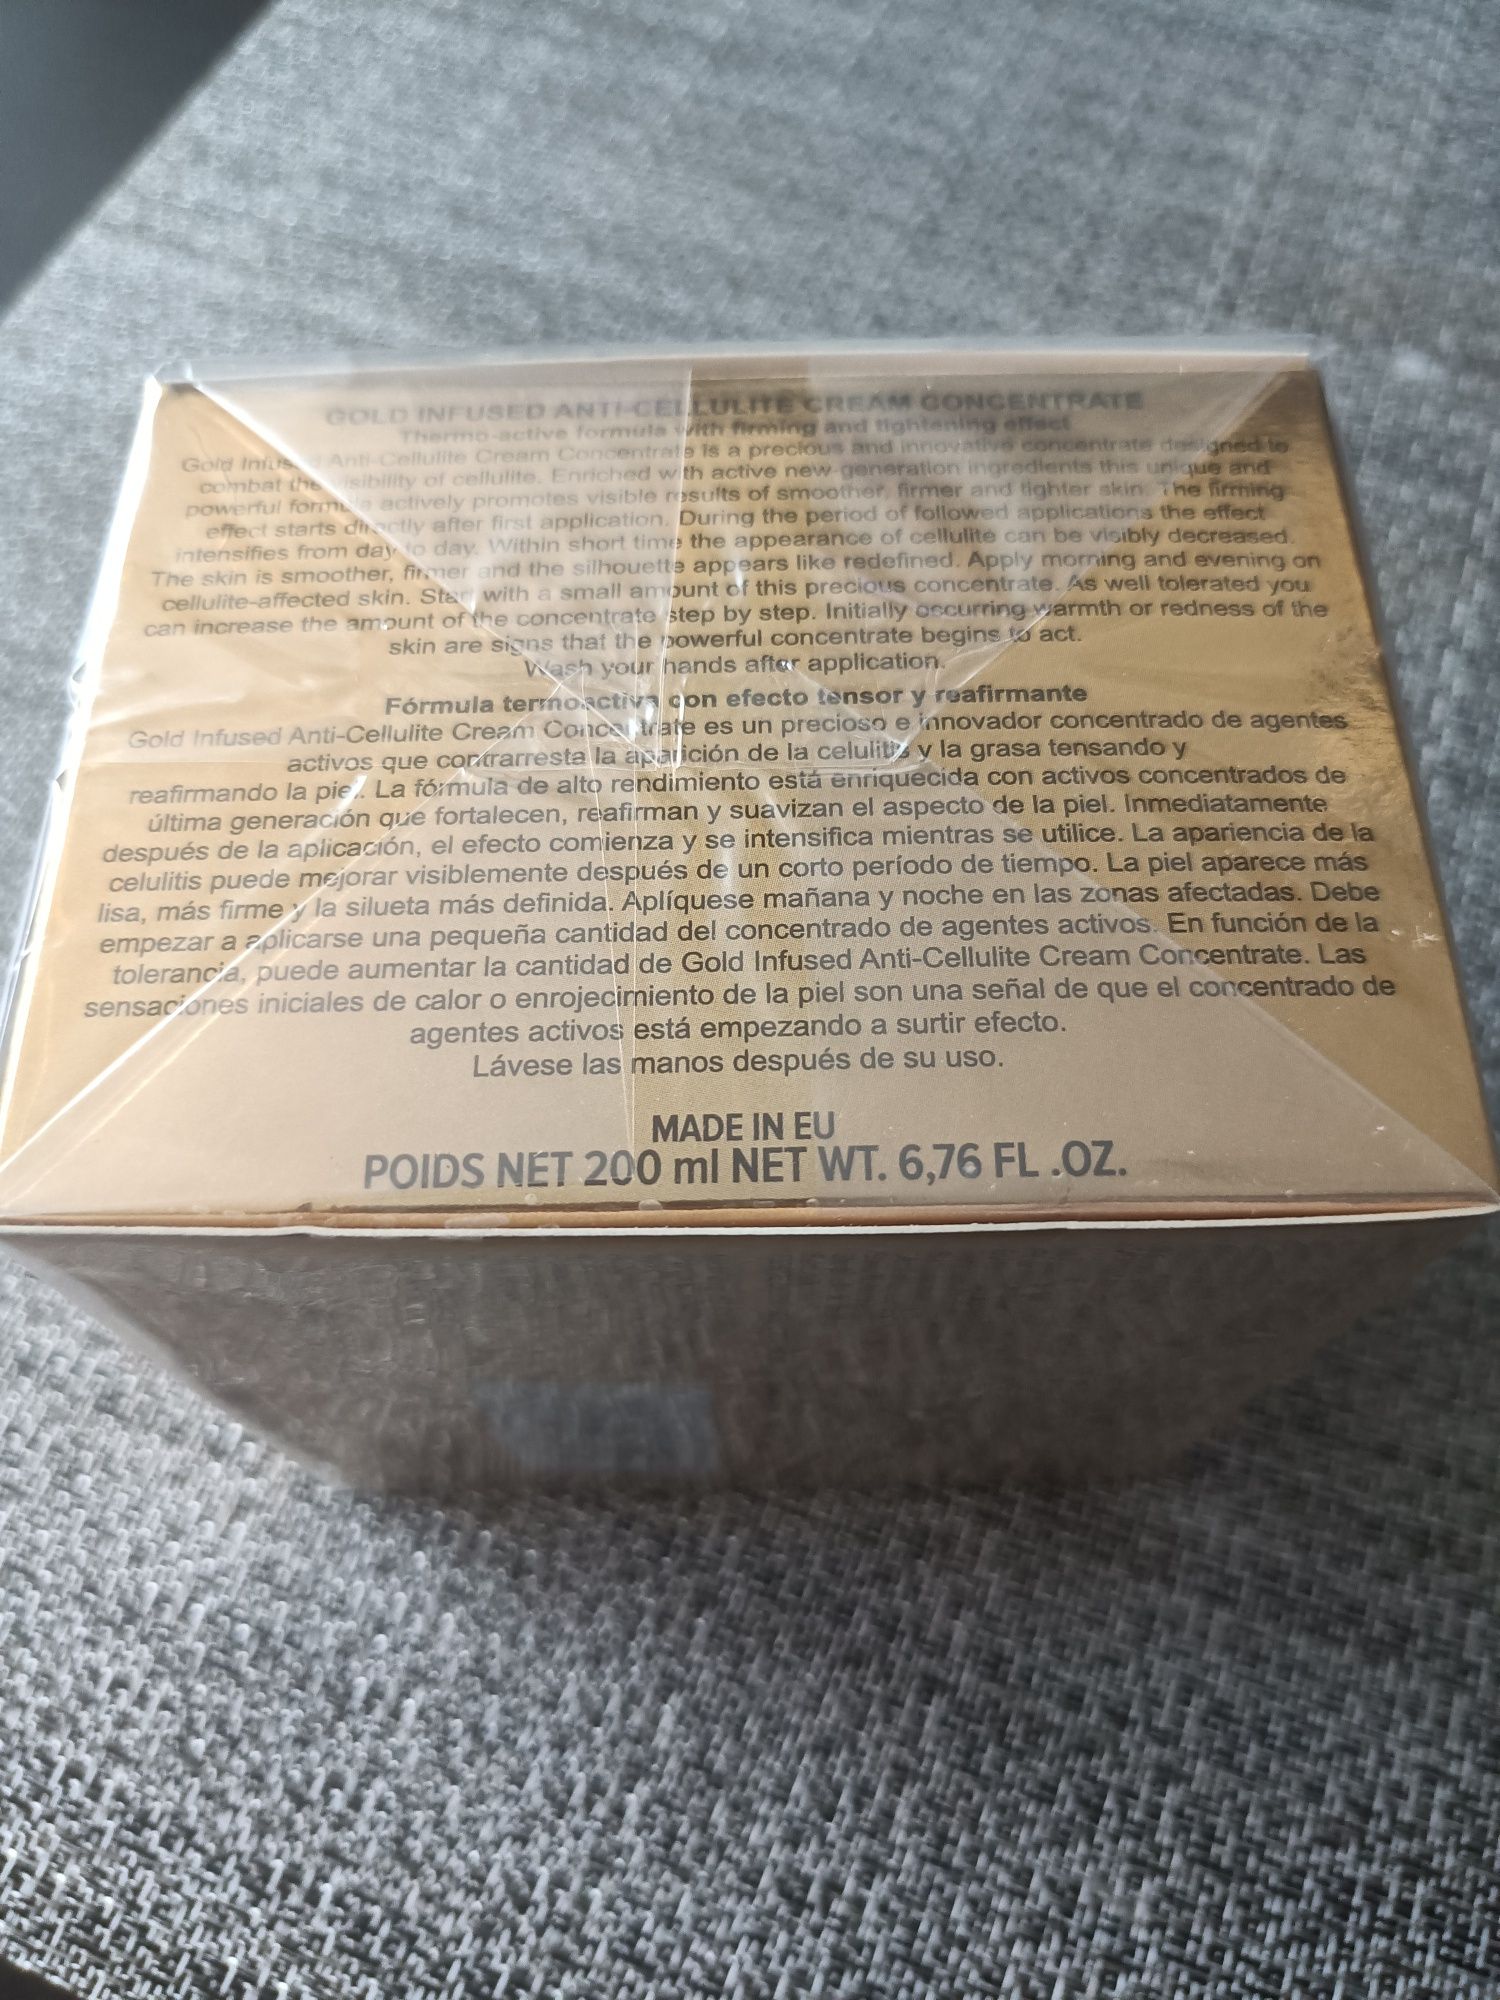 GOLD INFUSED ANTI-CELLULITE CREAM CONCENTRATE
Thermo-active formula with firming and tightening effect
Gold Infused Anti-Cellulite Cream Concentrate is a precious and innovative concentrate designed to
combat the visibility of cellulite. Enriched with active new-generation ingredients this unique and
powerful formula actively promotes visible results of smoother, firmer and tighter skin. The firming
effect starts directly after first application. During the period of followed applications the effect
intensifies from day to day. Within short time the appearance of cellulite can be visibly decreased.
The skin is smoother, firmer and the silhouette appears like redefined. Apply morning and evening on
cellulite-affected skin. Start with a small amount of this precious concentrate. As well tolerated you
can increase the amount of the concentrate step by step. Initially occurring warmth or redness of the
skin are signs that the powerful concentrate begins to act.
Wash your hands after application.
Fórmula termoactiva con efecto tensor y reafirmante
Gold Infused Anti-Cellulite Cream Concentrate es un precioso e innovador concentrado de agentes
activos que contrarresta la aparición de la celulitis y la grasa tensando y
reafirmando la piel. La fórmula de alto rendimiento está enriquecida con activos concentrados de
última generación que fortalecen, reafirman y suavizan el aspecto de la piel. Inmediatamente
después de la aplicación, el efecto comienza y se intensifica mientras se utilice. La apariencia de la
celulitis puede mejorar visiblemente después de un corto período de tiempo. La piel aparece más
lisa, más firme y la silueta más definida. Aplíquese mañana y noche en las zonas afectadas. Debe
empezar a aplicarse una pequeña cantidad del concentrado de agentes activos. En función de la
tolerancia, puede aumentar la cantidad de Gold Infused Anti-Cellulite Cream Concentrate. Las
sensaciones iniciales de calor o enrojecimiento de la piel son una señal de que el concentrado de
agentes activos está empezando a surtir efecto.
Lávese las manos después de su uso.
MADE IN EU
POIDS NET 200 ml NET WT. 6,76 FL .OZ.